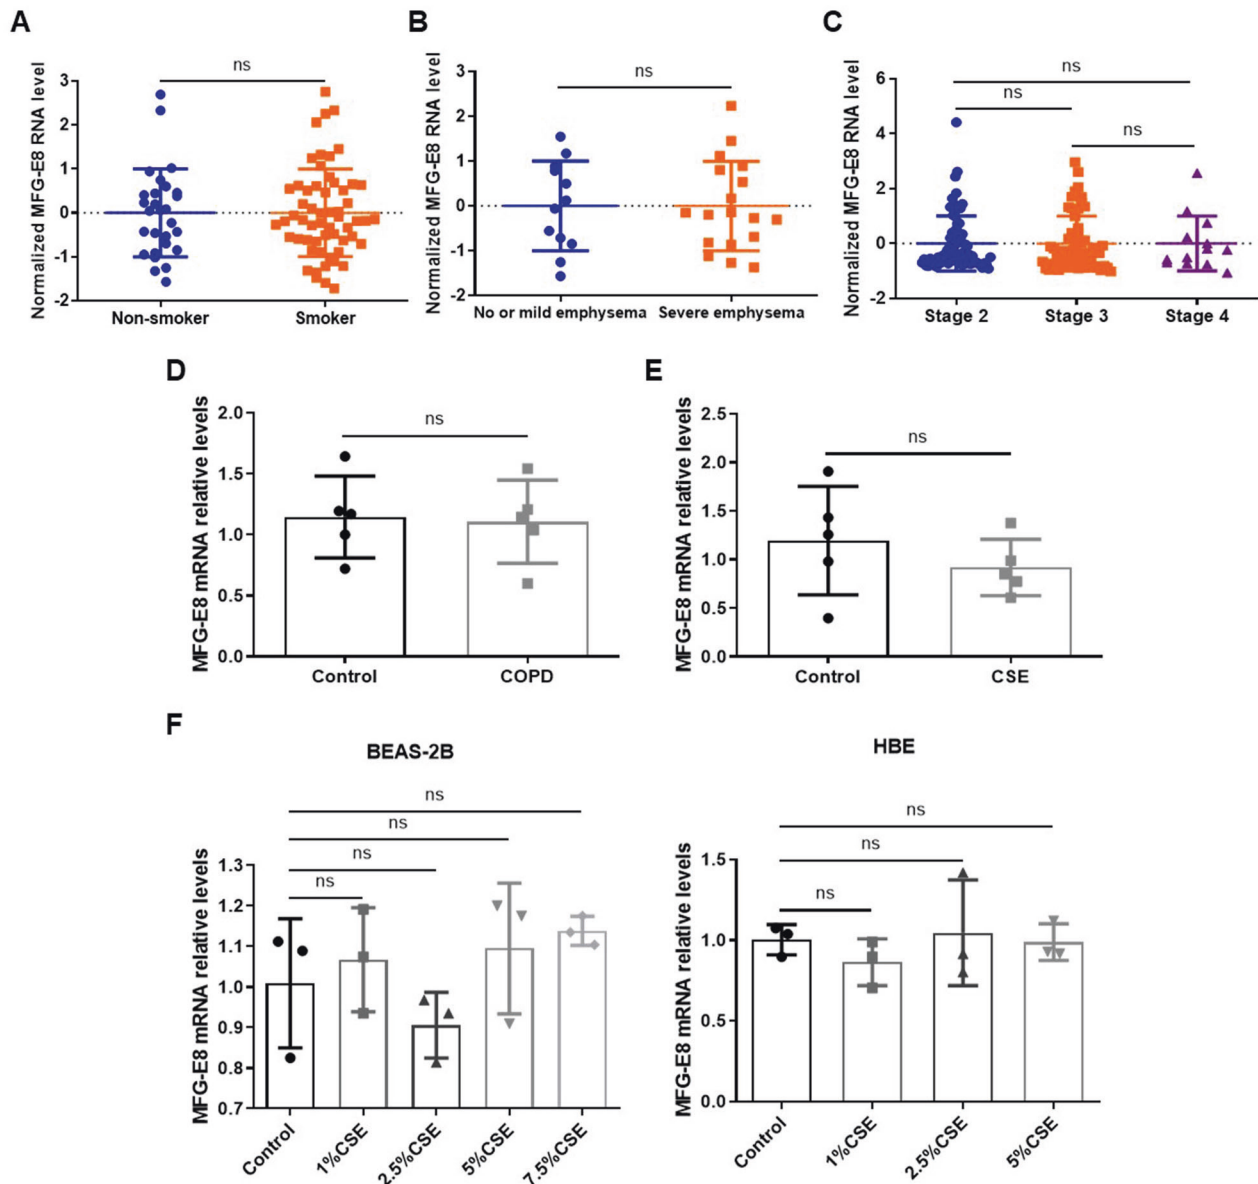 A
B
C
ns
Normalized MFG-E8 RNA level
3
2
1
0
-1
-2
Non-smoker
Smoker
ns
Normalized MFG-E8 RNA level
3
2
1
0
-1
-2
No or mild emphysema
Severe emphysema
ns
ns
ns
Normalized MFG-E8 RNA level
6
4
2
0
-2
Stage 2
Stage 3
Stage 4
D
E
ns
MFG-E8 mRNA relative levels
2.0
1.5
1.0
0.5
0.0
Control
COPD
ns
MFG-E8 mRNA relative levels
2.5
2.0
1.5
1.0
0.5
0.0
Control
CSE
F
BEAS-2B
ns
ns
ns
ns
MFG-E8 mRNA relative levels
1.3
1.2
1.1
1.0
0.9
0.8
0.7
Control
1%CSE
2.5%CSE
5%CSE
7.5%CSE
HBE
ns
ns
ns
MFG-E8 mRNA relative levels
1.5
1.0
0.5
0.0
Control
1%CSE
2.5%CSE
5%CSE